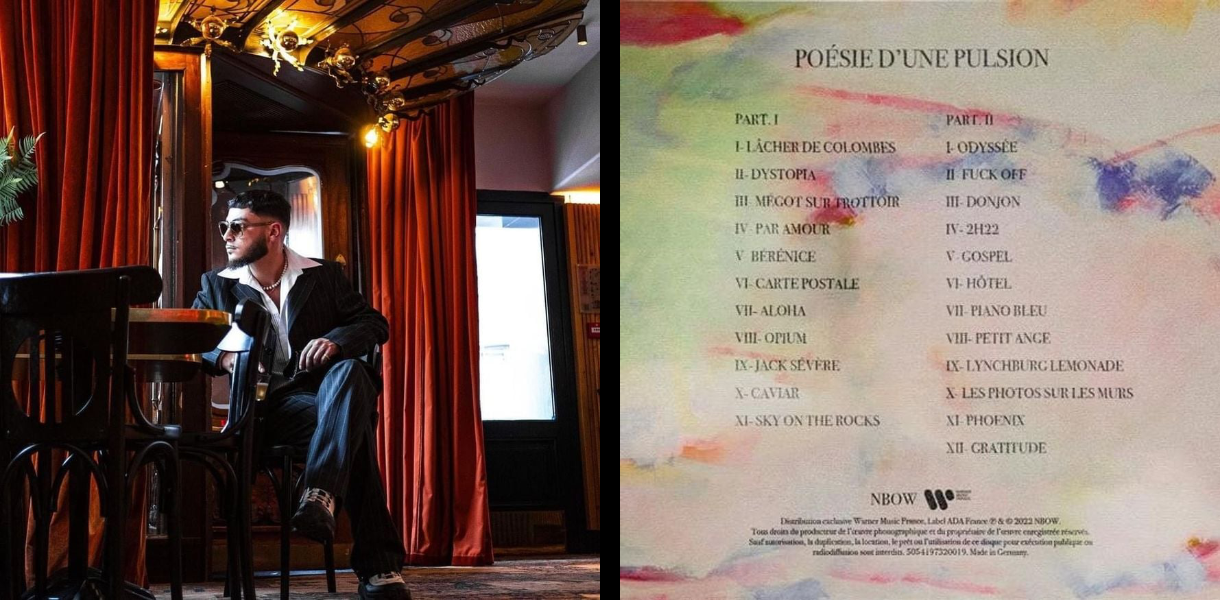 POÉSIE D'UNE PULSION
PART. I
I- LÂCHER DE COLOMBES
II- DYSTOPIA
III- MÉGOT SUR TROTTOIR
IV- PAR AMOUR
V- BÉRÉNICE
VI- CARTE POSTALE
VII- ALOHA
VIII- OPIUM
IX- JACK SÉVÈRE
X- CAVIAR
XI- SKY ON THE ROCKS
PART. II
I- ODYSSÉE
II- FUCK OFF
III- DONJON
IV- 2H22
V- GOSPEL
VI- HÔTEL
VII- PIANO BLEU
VIII- PETIT ANGE
IX- LYNCHBURG LEMONADE
X- LES PHOTOS SUR LES MURS
XI- PHOENIX
XII- GRATITUDE
NBOW
Distribution exclusive Warner Music France, Label ADA France ℗ & © 2022 NBOW.
Tous droits du producteur de l'œuvre phonographique et du propriétaire de l'œuvre enregistrée réservés.
Sauf autorisation, la duplication, la location, le prêt ou l'utilisation de ce disque pour exécution publique ou
radiodiffusion sont interdits. 5054197320019. Made in Germany.